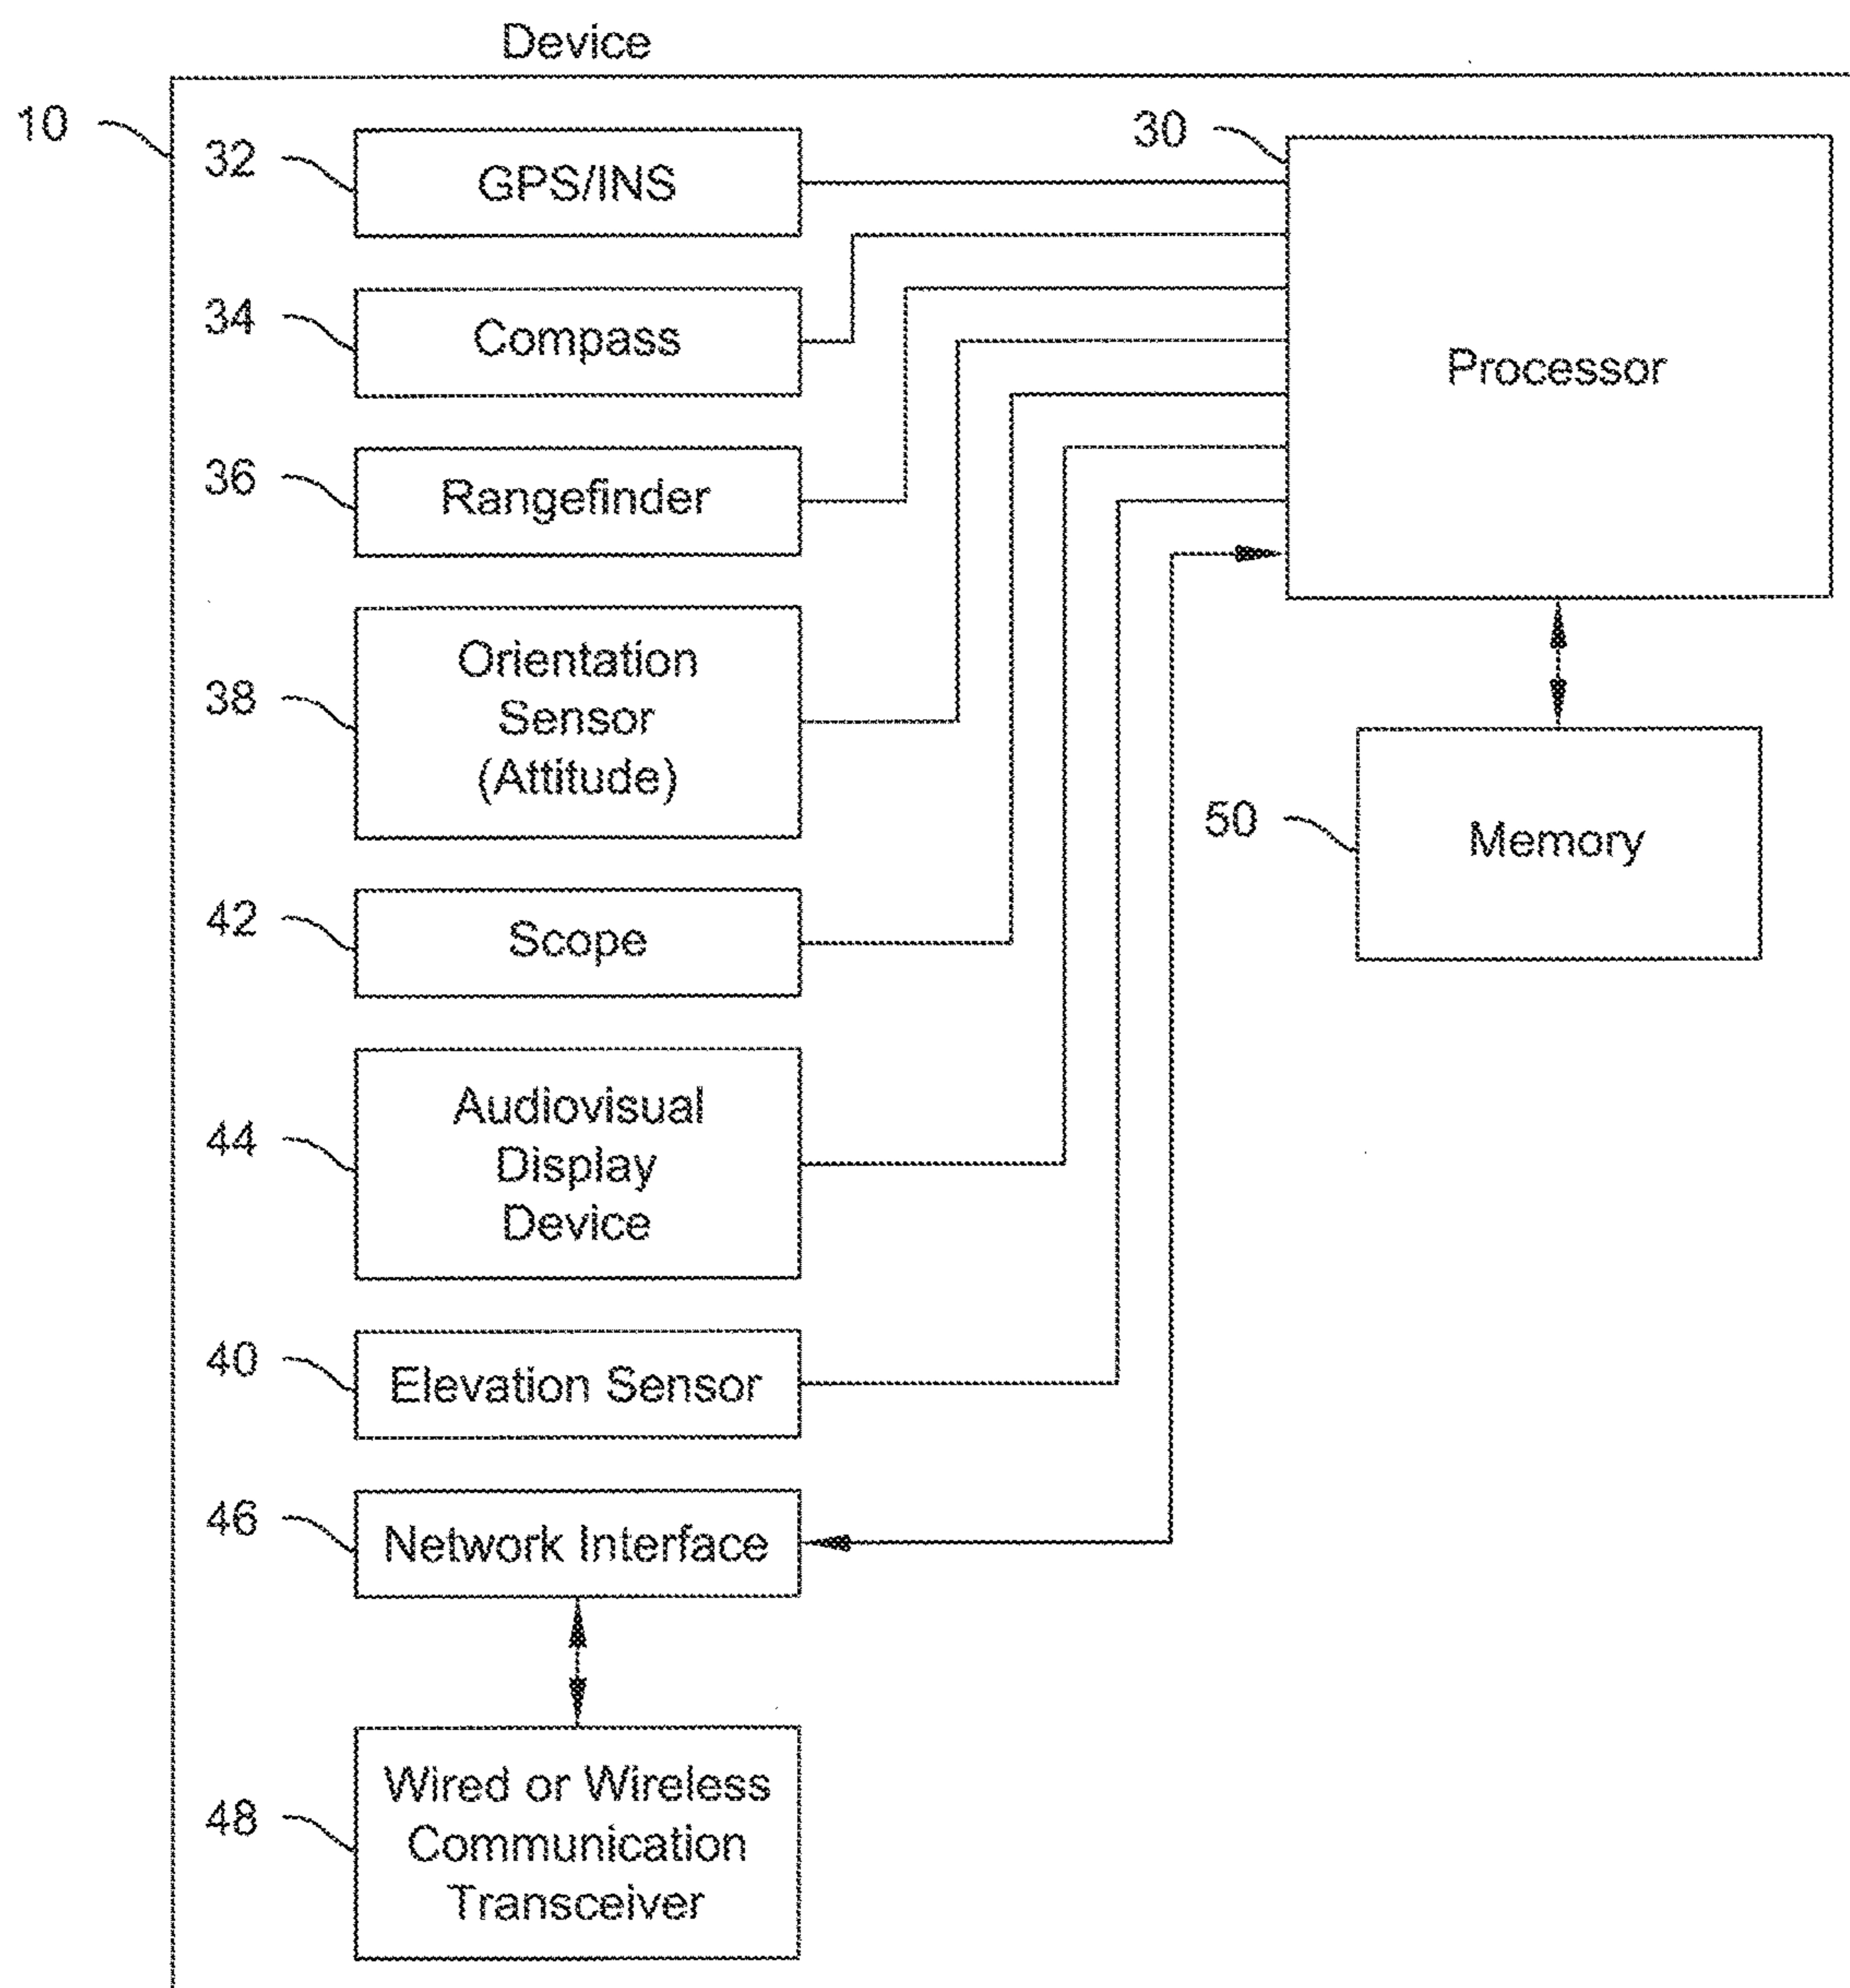 Device
10
32
GPS/INS
30
Processor
34
Compass
36
Rangefinder
38
Orientation
Sensor
(Attitude)
50
Memory
42
Scope
44
Audiovisual
Display
Device
40
Elevation Sensor
46
Network Interface
48
Wired or Wireless
Communication
Transceiver